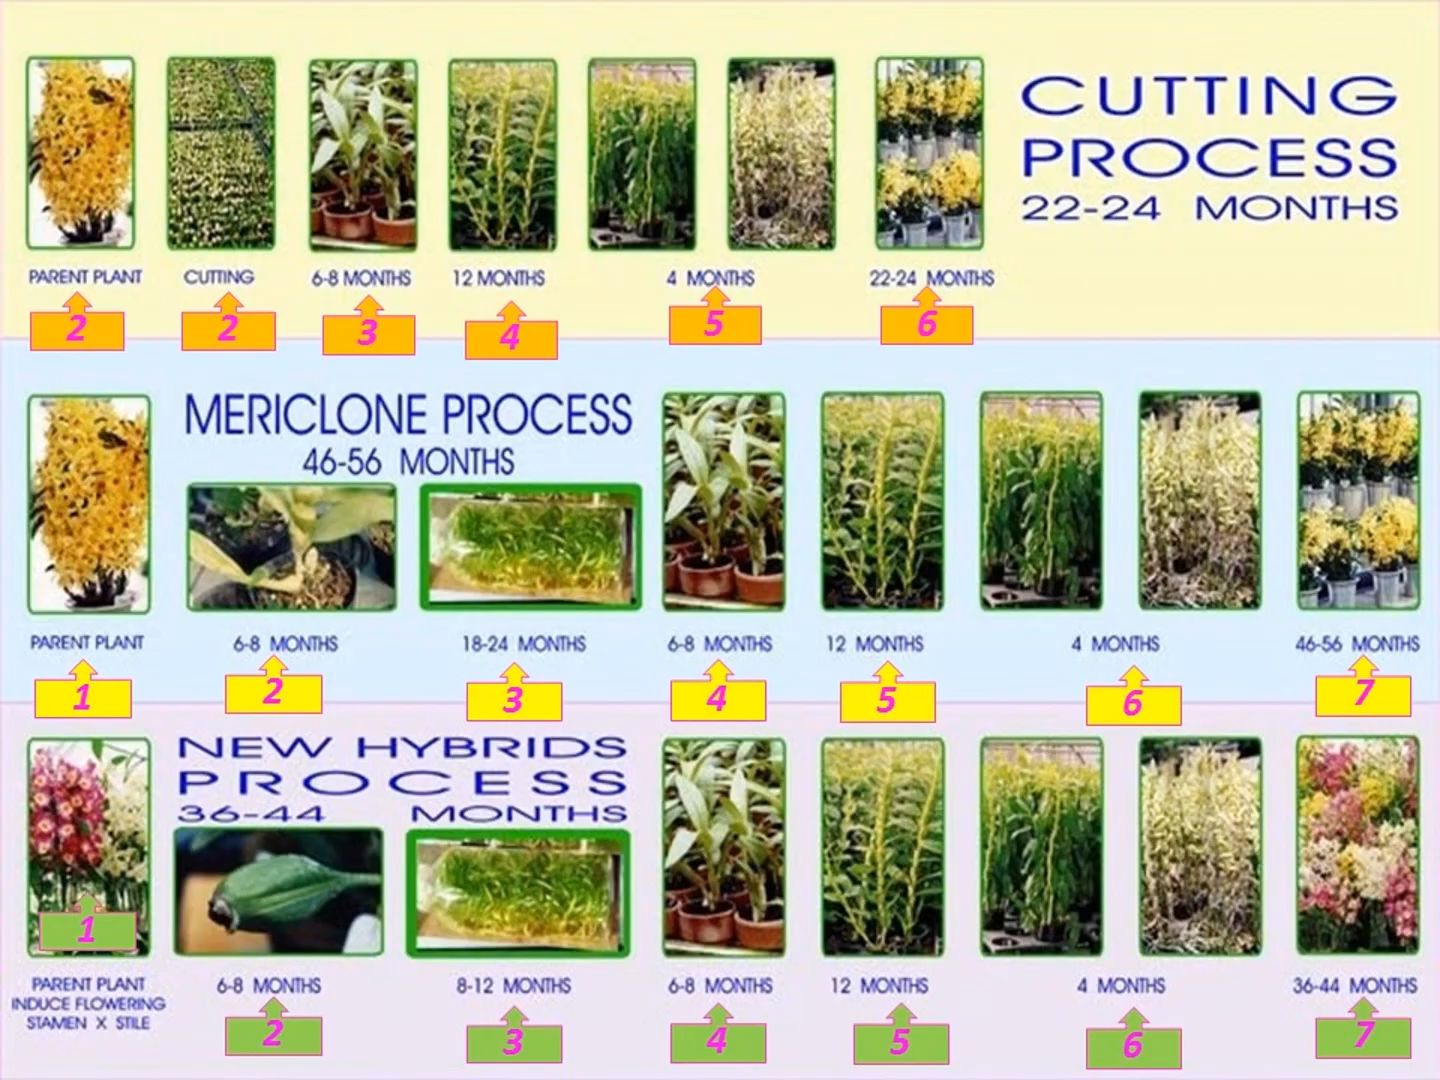 CUTTING
PROCESS
22-24 MONTHS
PARENT PLANT
CUTTING
6-8 MONTHS
12 MONTHS
4 MONTHS
22-24 MONTHS
2
2
3
4
5
6
MERICLONE PROCESS
46-56 MONTHS
PARENT PLANT
6-8 MONTHS
18-24 MONTHS
6-8 MONTHS
12 MONTHS
4 MONTHS
46-56 MONTHS
1
2
3
4
5
6
7
NEW HYBRIDS
PROCESS
36-44 MONTHS
1
PARENT PLANT
INDUCE FLOWERING
STAMEN X STILE
6-8 MONTHS
8-12 MONTHS
6-8 MONTHS
12 MONTHS
4 MONTHS
36-44 MONTHS
2
3
4
5
6
7